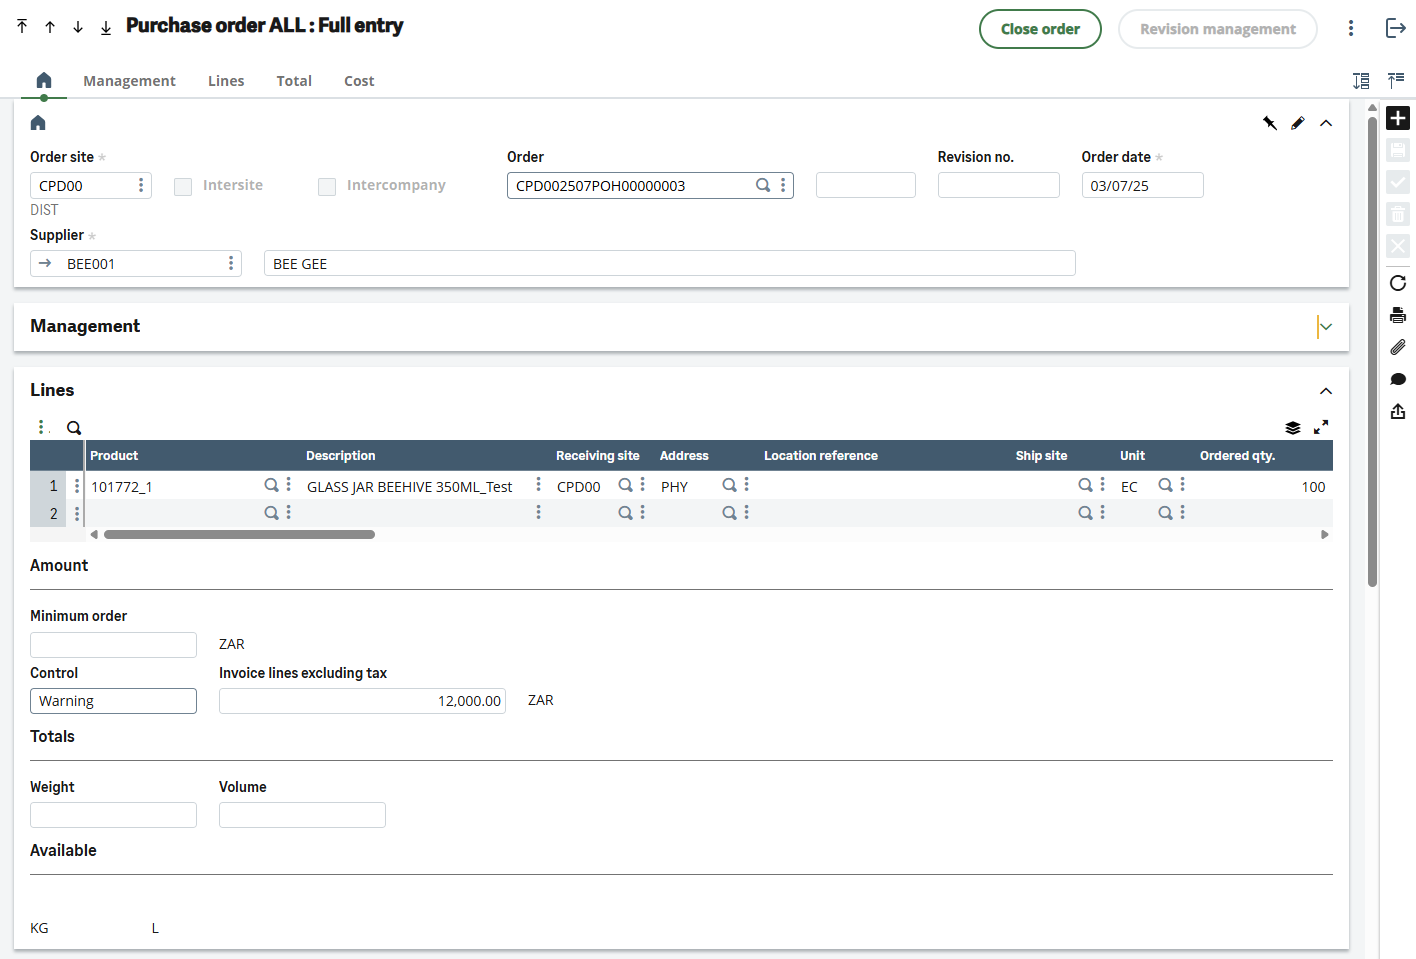 Purchase order ALL : Full entry
Close order
Revision management
Management Lines Total Cost
Order site * Order Revision no. Order date *
CPD00 Intersite Intercompany CPD002507POH00000003 03/07/25
DIST
Supplier *
BEE001 BEE GEE
Management
Lines
Product Description Receiving site Address Location reference Ship site Unit Ordered qty.
1 101772_1 GLASS JAR BEEHIVE 350ML_Test CPD00 PHY EC 100
2
Amount
Minimum order
ZAR
Control Invoice lines excluding tax
Warning 12,000.00 ZAR
Totals
Weight Volume
Available
KG L